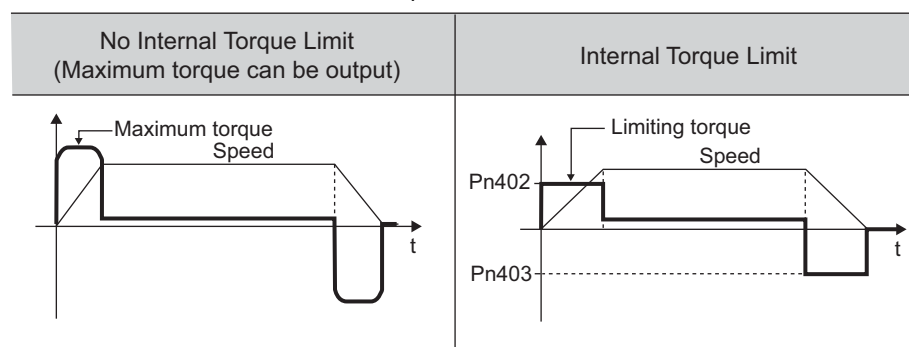 No Internal Torque Limit
(Maximum torque can be output)
Internal Torque Limit
Maximum torque
Speed
t
Limiting torque
Speed
Pn402
t
Pn403